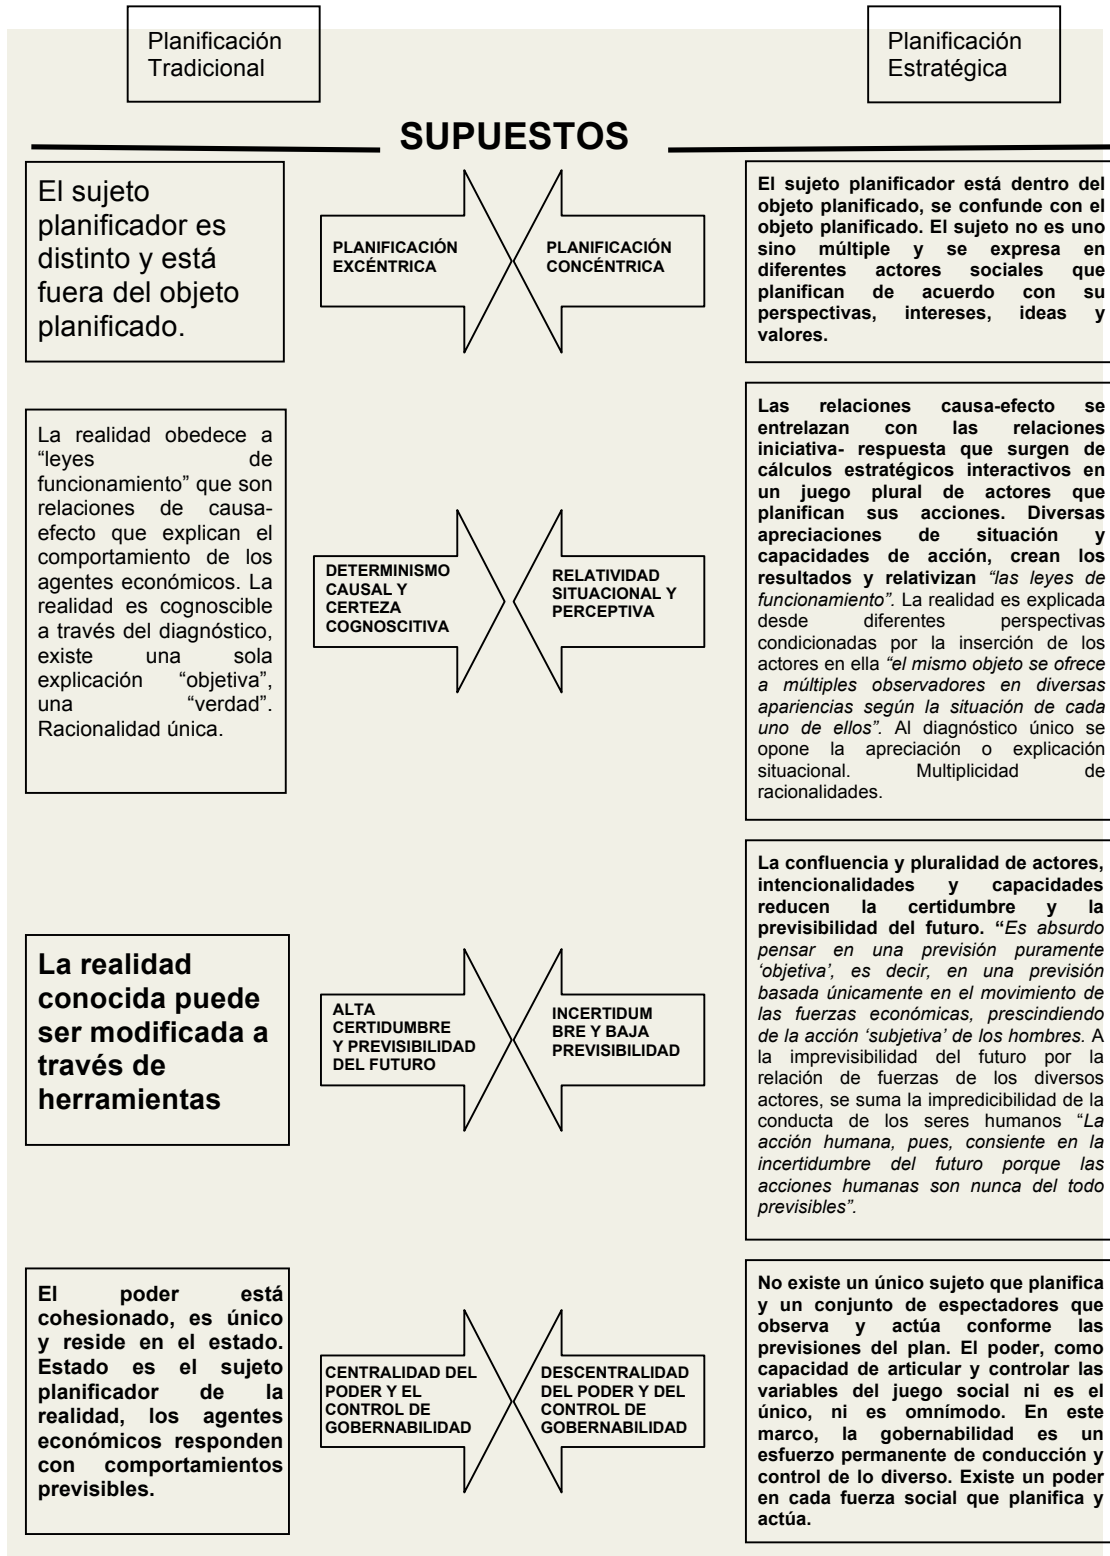 Planificación
Tradicional
Planificación
Estratégica
SUPUESTOS
El sujeto
planificador es
distinto y está
fuera del objeto
planificado.
PLANIFICACIÓN
EXCÉNTRICA
PLANIFICACIÓN
CONCÉNTRICA
El sujeto planificador está dentro del
objeto planificado, se confunde con el
objeto planificado. El sujeto no es uno
sino múltiple y se expresa en
diferentes actores sociales que
planifican de acuerdo con su
perspectivas, intereses, ideas y
valores.
La realidad obedece a
“leyes de
funcionamiento” que son
relaciones de causa-
efecto que explican el
comportamiento de los
agentes económicos. La
realidad es cognoscible
a través del diagnóstico,
existe una sola
explicación “objetiva”,
una “verdad”.
Racionalidad única.
DETERMINISMO
CAUSAL Y
CERTEZA
COGNOSCITIVA
RELATIVIDAD
SITUACIONAL Y
PERCEPTIVA
Las relaciones causa-efecto se
entrelazan con las relaciones
iniciativa- respuesta que surgen de
cálculos estratégicos interactivos en
un juego plural de actores que
planifican sus acciones. Diversas
apreciaciones de situación y
capacidades de acción, crean los
resultados y relativizan “las leyes de
funcionamiento”. La realidad es explicada
desde diferentes perspectivas
condicionadas por la inserción de los
actores en ella “el mismo objeto se ofrece
a múltiples observadores en diversas
apariencias según la situación de cada
uno de ellos”. Al diagnóstico único se
opone la apreciación o explicación
situacional. Multiplicidad de
racionalidades.
La realidad
conocida puede
ser modificada a
través de
herramientas
ALTA
CERTIDUMBRE
Y PREVISIBILIDAD
DEL FUTURO
INCERTIDUM
BRE Y BAJA
PREVISIBILIDAD
La confluencia y pluralidad de actores,
intencionalidades y capacidades
reducen la certidumbre y la
previsibilidad del futuro. “Es absurdo
pensar en una previsión puramente
‘objetiva’, es decir, en una previsión
basada únicamente en el movimiento de
las fuerzas económicas, prescindiendo
de la acción ‘subjetiva’ de los hombres. A
la imprevisibilidad del futuro por la
relación de fuerzas de los diversos
actores, se suma la impredicibilidad de la
conducta de los seres humanos “La
acción humana, pues, consiente en la
incertidumbre del futuro porque las
acciones humanas son nunca del todo
previsibles”.
El poder está
cohesionado, es único
y reside en el estado.
Estado es el sujeto
planificador de la
realidad, los agentes
económicos responden
con comportamientos
previsibles.
CENTRALIDAD DEL
PODER Y EL
CONTROL DE
GOBERNABILIDAD
DESCENTRALIDAD
DEL PODER Y DEL
CONTROL DE
GOBERNABILIDAD
No existe un único sujeto que planifica
y un conjunto de espectadores que
observa y actúa conforme las
previsiones del plan. El poder, como
capacidad de articular y controlar las
variables del juego social ni es el
único, ni es omnímodo. En este
marco, la gobernabilidad es un
esfuerzo permanente de conducción y
control de lo diverso. Existe un poder
en cada fuerza social que planifica y
actúa.